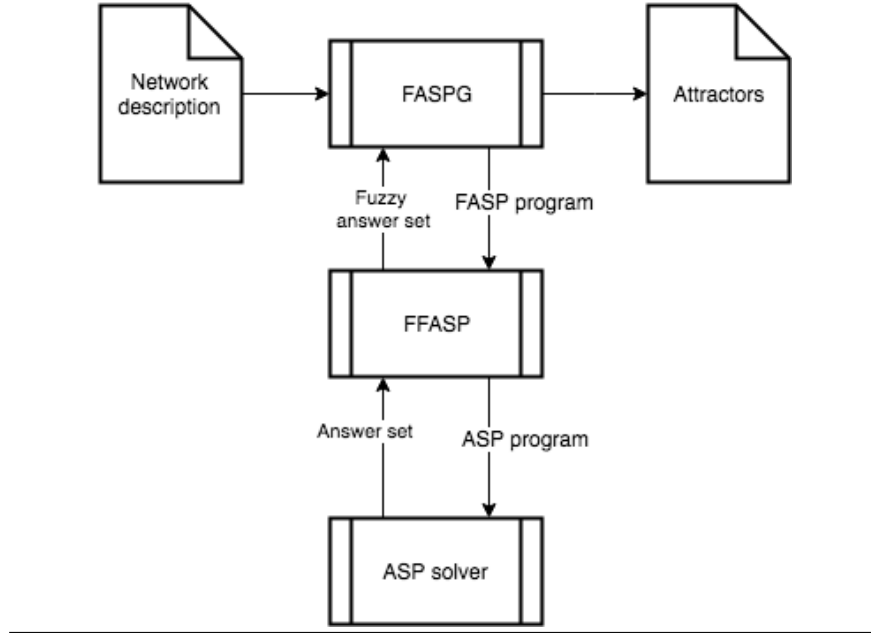 Network
description
FASPG
Attractors
Fuzzy
answer set
FASP program
FFASP
Answer set
ASP program
ASP solver